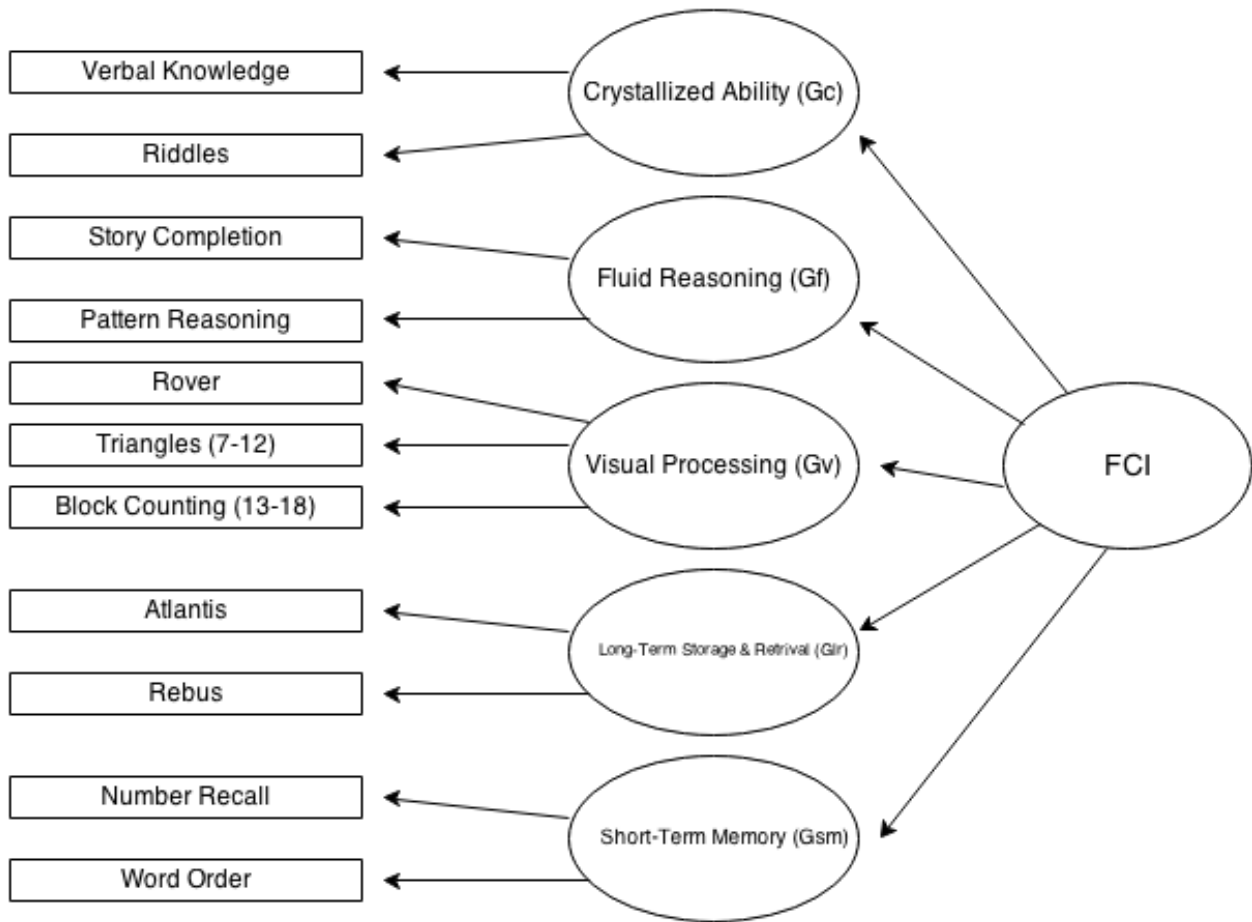 Verbal Knowledge
Riddles
Story Completion
Pattern Reasoning
Rover
Triangles (7-12)
Block Counting (13-18)
Atlantis
Rebus
Number Recall
Word Order
Crystallized Ability (Gc)
Fluid Reasoning (Gf)
Visual Processing (Gv)
Long-Term Storage & Retrival (Glr)
Short-Term Memory (Gsm)
FCI